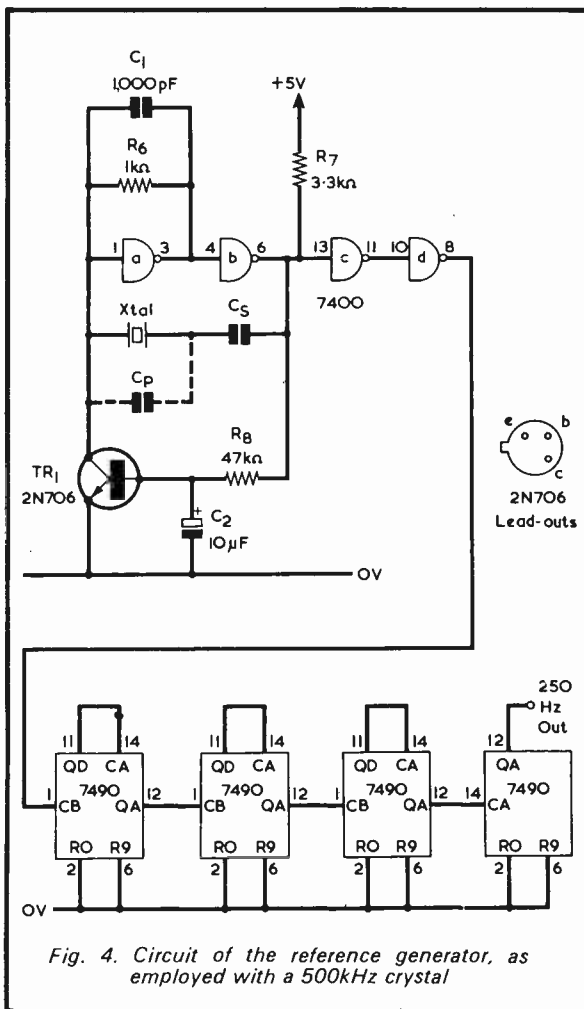 C1
1,000pF
R6
1kΩ
+5V
R7
3·3kΩ
1 a 3 4 b 6 13 c 11 10 d 8
7400
Xtal
CS
Cp
R8
47kΩ
TR1
2N706
+
C2
10µF
0V
e b
c
2N706
Lead-outs
250
Hz
Out
11 14 11 14 11 14 12
QD CA QD CA QD CA QA
1 CB 7490 QA 12 1 CB 7490 QA 12 1 CB 7490 QA 12 14 CA 7490
RO R9 RO R9 RO R9 RO R9
2 6 2 6 2 6 2 6
0V
Fig. 4. Circuit of the reference generator, as
employed with a 500kHz crystal